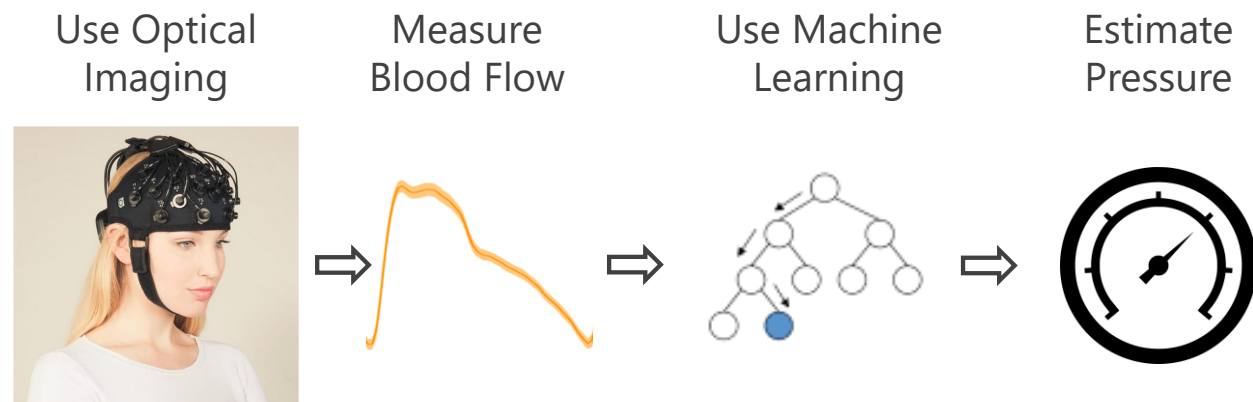 Use Optical
Imaging
Measure
Blood Flow
Use Machine
Learning
Estimate
Pressure